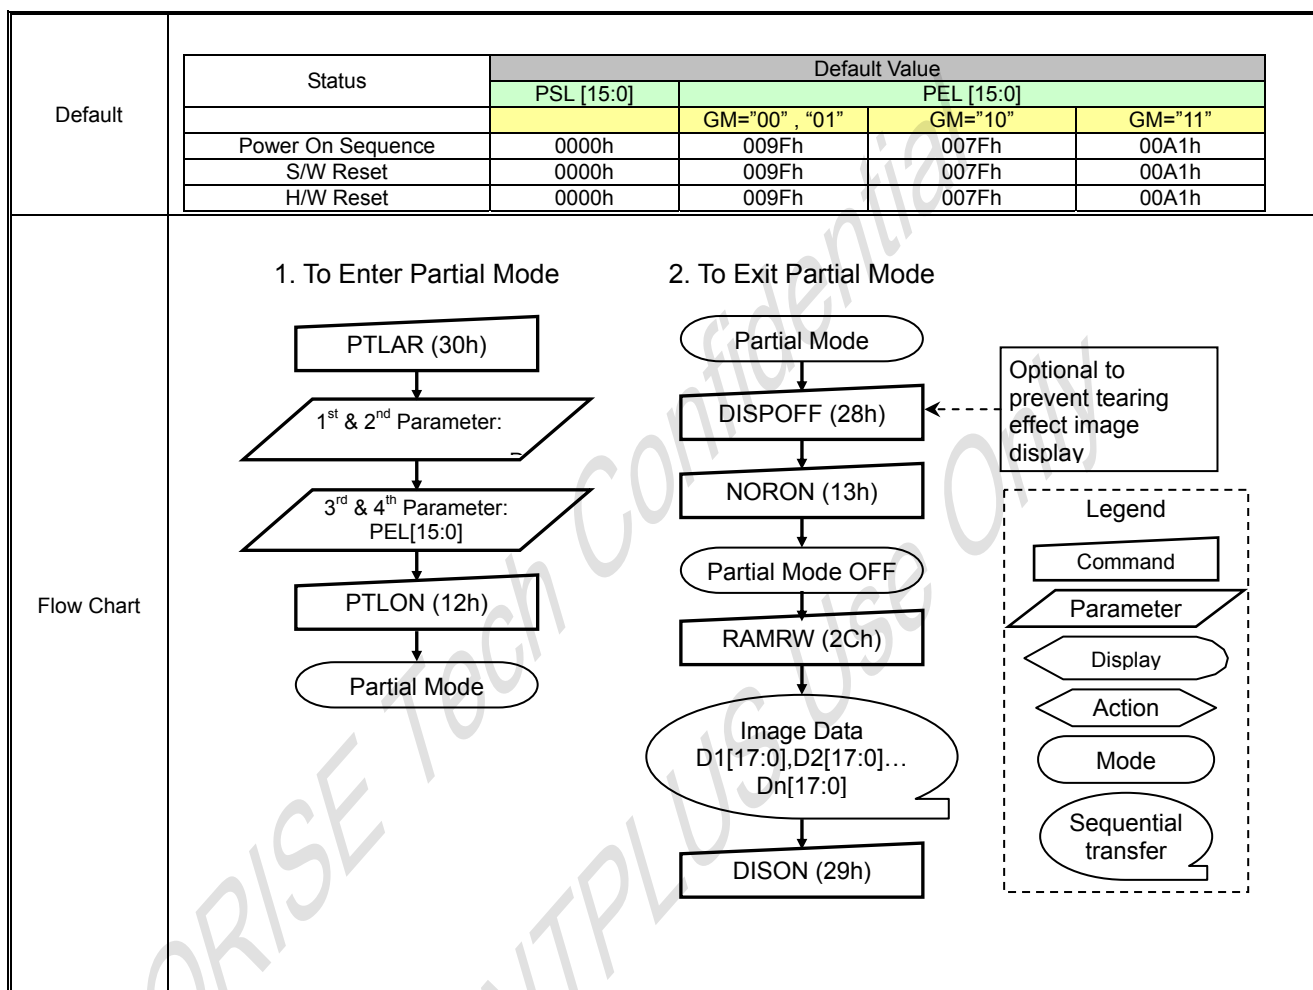 Default
Status
Default Value
PSL [15:0]
PEL [15:0]
GM=”00” , “01”
GM=”10”
GM=”11”
Power On Sequence 0000h 009Fh 007Fh 00A1h
S/W Reset 0000h 009Fh 007Fh 00A1h
H/W Reset 0000h 009Fh 007Fh 00A1h
Flow Chart
1. To Enter Partial Mode
PTLAR (30h)
1st & 2nd Parameter:
3rd & 4th Parameter:
PEL[15:0]
PTLON (12h)
Partial Mode
2. To Exit Partial Mode
Partial Mode
DISPOFF (28h)
NORON (13h)
Partial Mode OFF
RAMRW (2Ch)
Image Data
D1[17:0],D2[17:0]…
Dn[17:0]
DISON (29h)
Optional to
prevent tearing
effect image
display
Legend
Command
Parameter
Display
Action
Mode
Sequential
transfer
ORISE Tech Confidential
NTPLUS Use Only